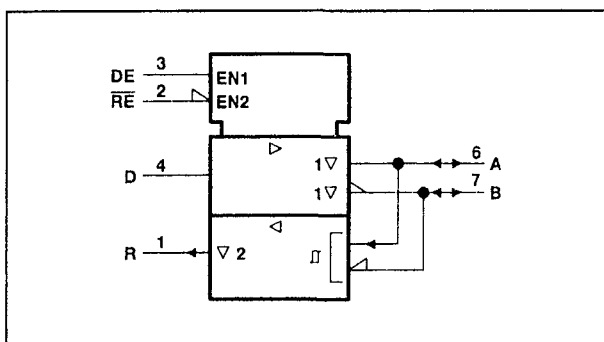 DE 3 EN1
RE 2 EN2
D 4 1▽ 6 A
1▽ 7 B
R 1 ▽ 2